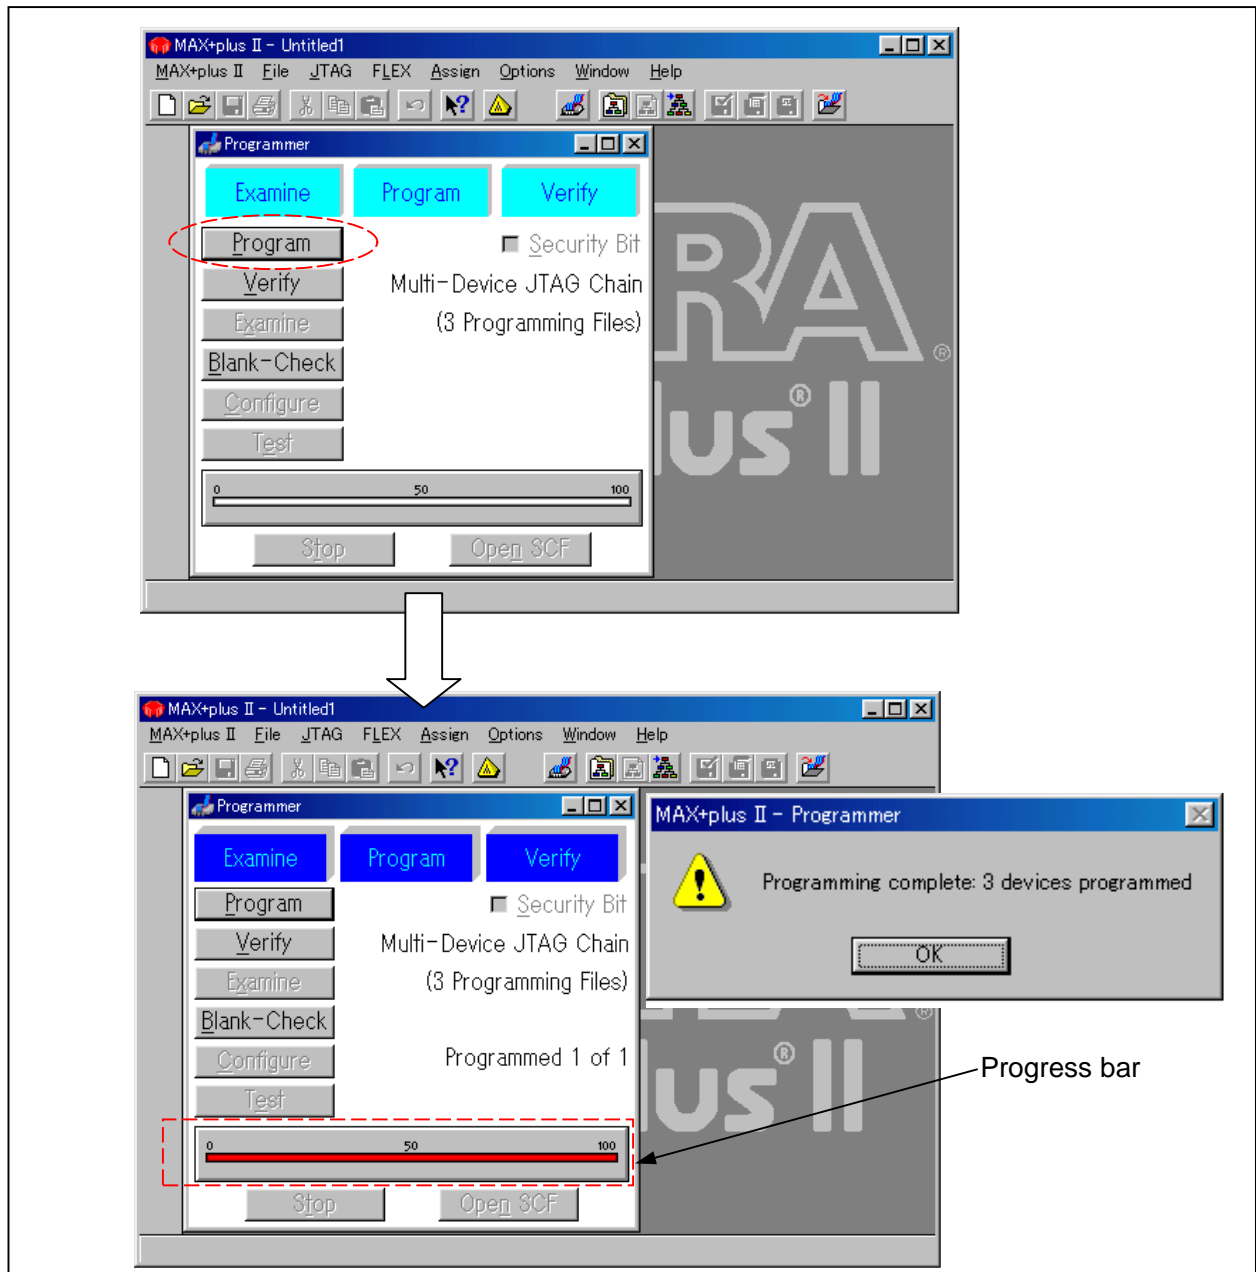 MAX+plus II - Untitled1
MAX+plus II File JTAG FLEX Assign Options Window Help
Programmer
Examine Program Verify
Program Security Bit
Verify Multi-Device JTAG Chain
Examine (3 Programming Files)
Blank-Check
Configure
Test
0 50 100
Stop Open SCF
RA
®
lus® II
MAX+plus II - Untitled1
MAX+plus II File JTAG FLEX Assign Options Window Help
Programmer
Examine Program Verify
Program Security Bit
Verify Multi-Device JTAG Chain
Examine (3 Programming Files)
Blank-Check
Configure Programmed 1 of 1
Test
0 50 100
Stop Open SCF
®
lus® II
MAX+plus II - Programmer
Programming complete: 3 devices programmed
OK
Progress bar